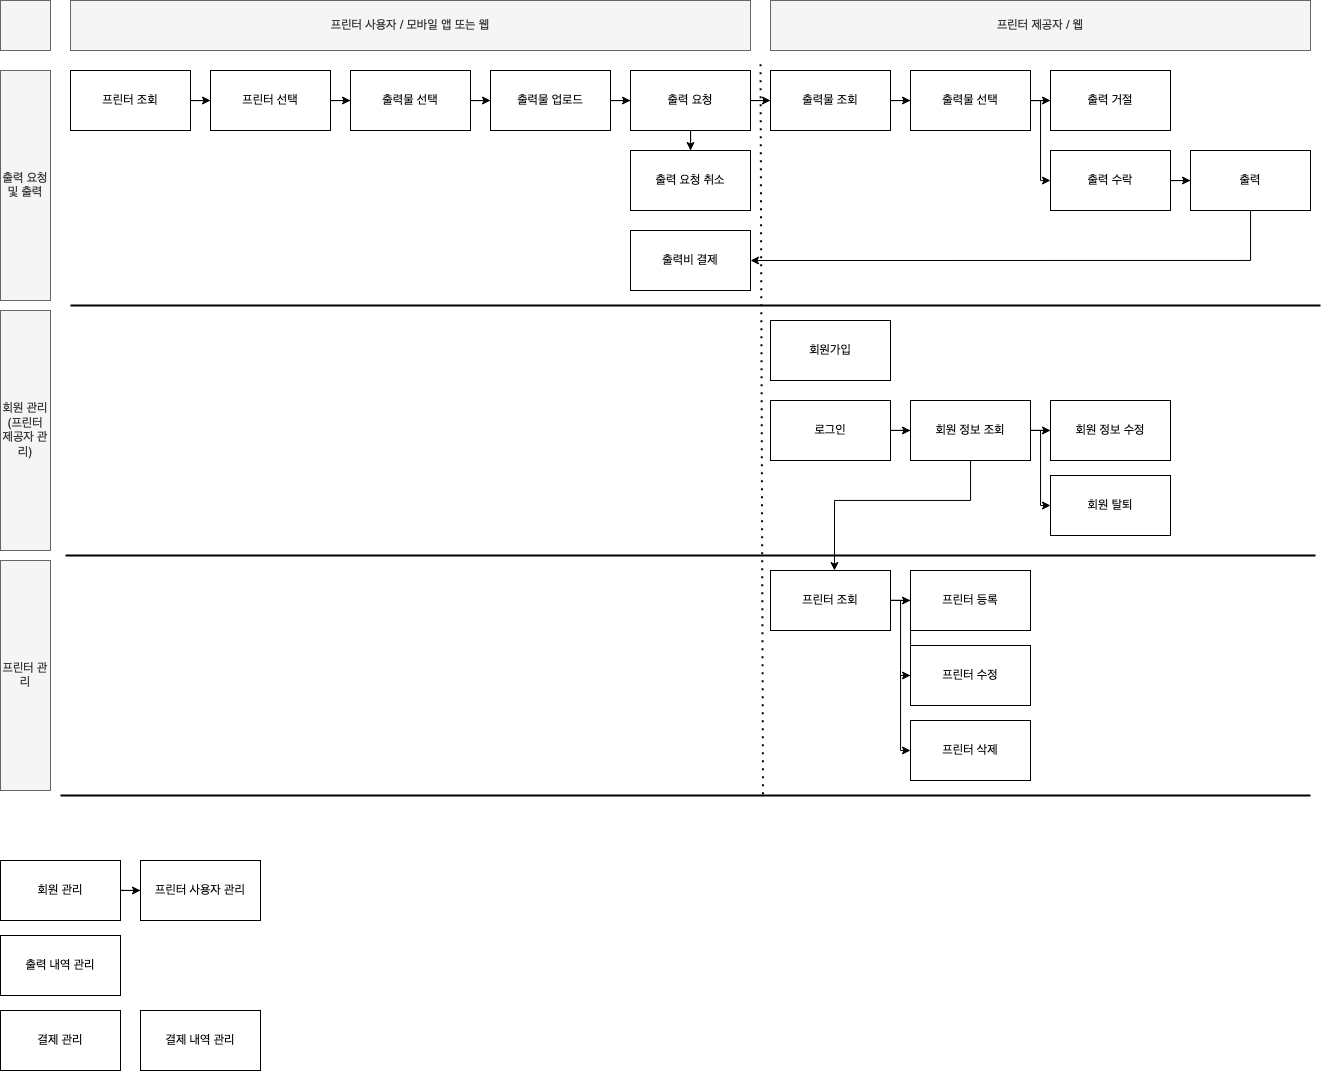 프린터 사용자 / 모바일 앱 또는 웹
프린터 제공자 / 웹
출력 요청
및 출력
프린터 조회
프린터 선택
출력물 선택
출력물 업로드
출력 요청
출력물 조회
출력물 선택
출력 거절
출력 요청 취소
출력 수락
출력
출력비 결제
회원 관리
(프린터
제공자 관
리)
회원가입
로그인
회원 정보 조회
회원 정보 수정
회원 탈퇴
프린터 관
리
프린터 조회
프린터 등록
프린터 수정
프린터 삭제
회원 관리
프린터 사용자 관리
출력 내역 관리
결제 관리
결제 내역 관리